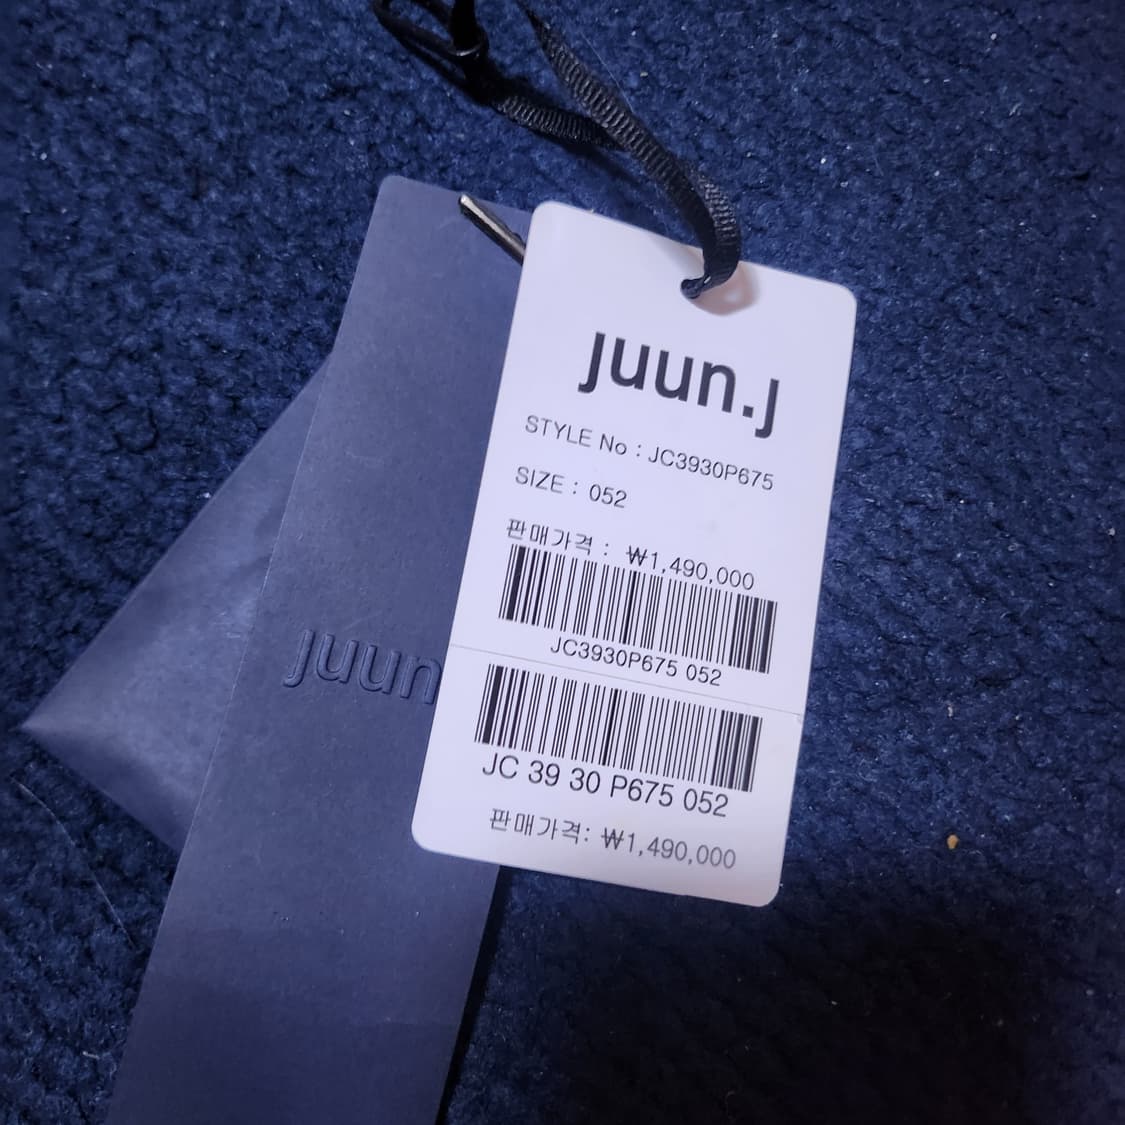 juun.j
STYLE No : JC3930P675
SIZE : 052
판매가격 : ₩1,490,000
JC3930P675 052
JC 39 30 P675 052
판매가격: ₩1,490,000
juun